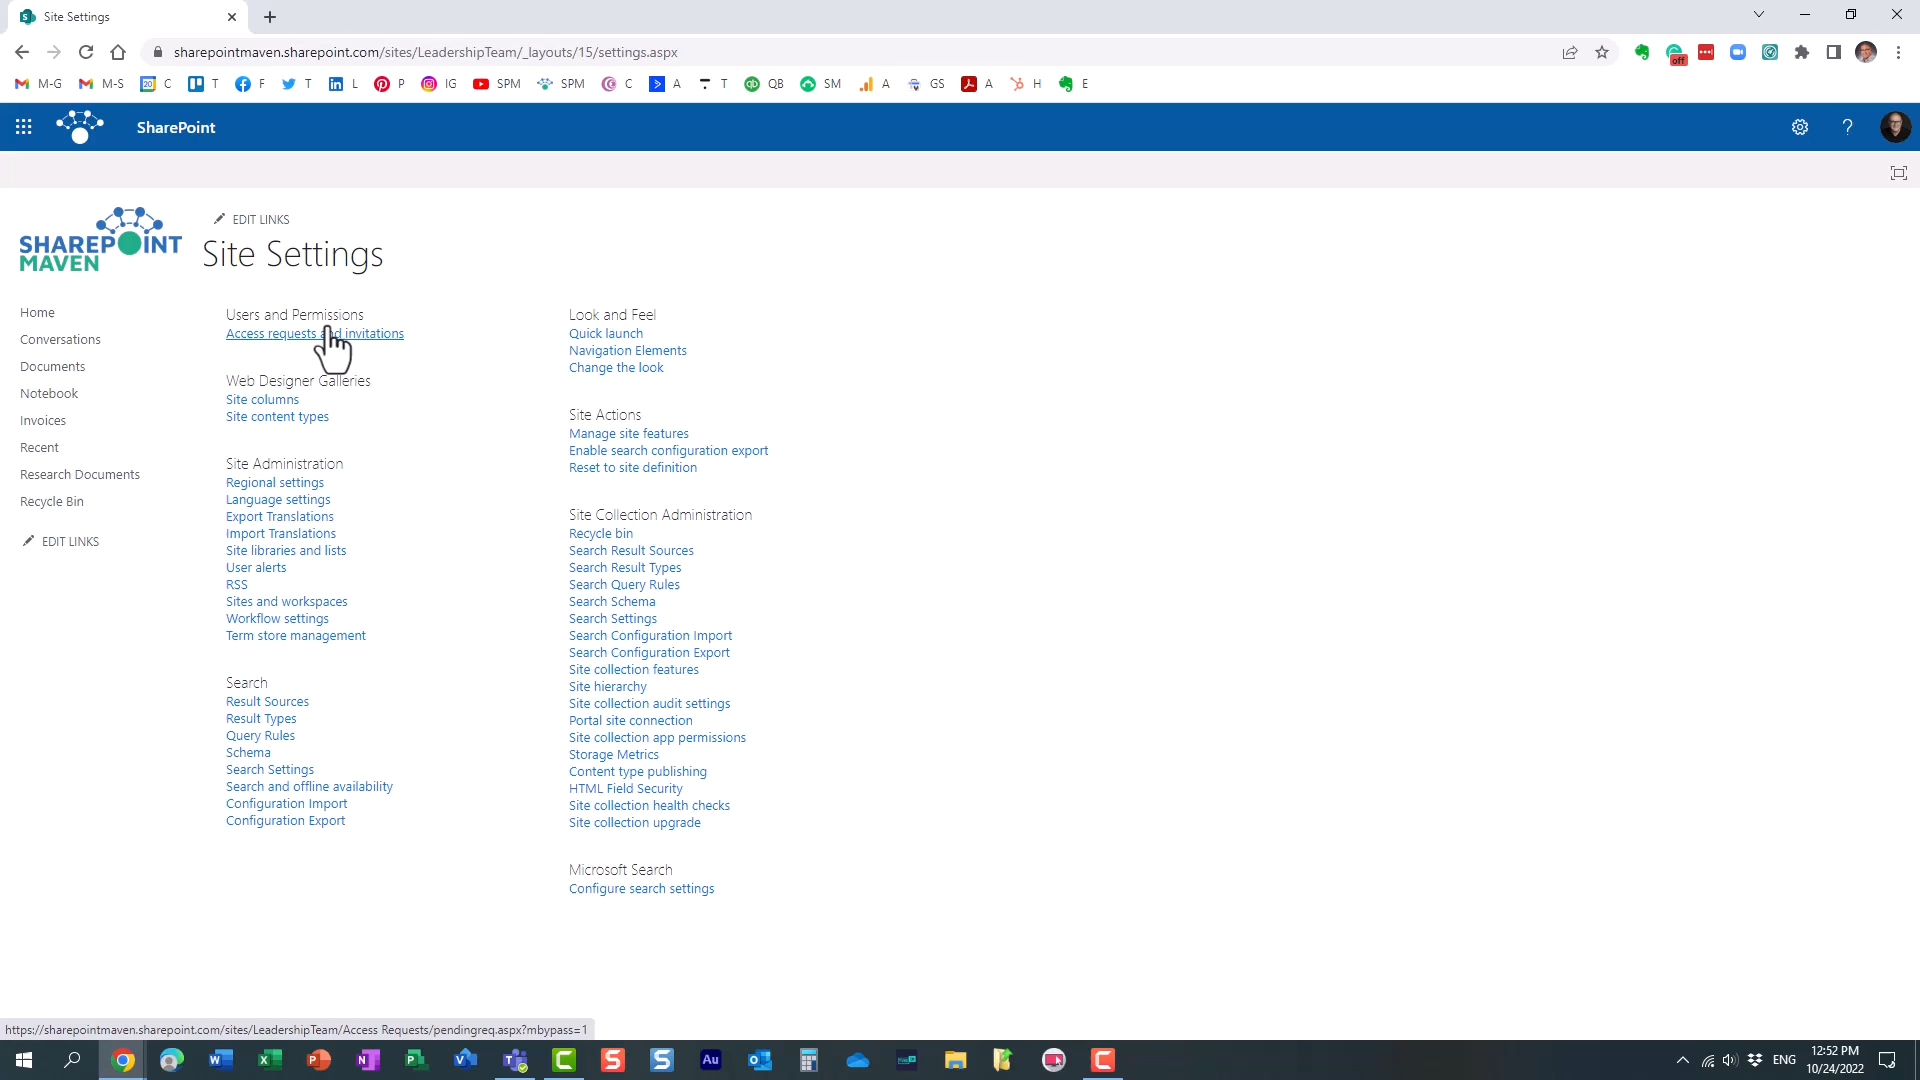 Site Settings
sharepointmaven.sharepoint.com/sites/LeadershipTeam/_layouts/15/settings.aspx
off
M-G
M-S
20
C
T
F
T
L
P
IG
SPM
SPM
C
A
T
QB
SM
A
GS
A
H
E
SharePoint
EDIT LINKS
SHAREPOINT
MAVEN
Site Settings
Home
Conversations
Documents
Notebook
Invoices
Recent
Research Documents
Recycle Bin
EDIT LINKS
Users and Permissions
Access requests and invitations
Web Designer Galleries
Site columns
Site content types
Site Administration
Regional settings
Language settings
Export Translations
Import Translations
Site libraries and lists
User alerts
RSS
Sites and workspaces
Workflow settings
Term store management
Search
Result Sources
Result Types
Query Rules
Schema
Search Settings
Search and offline availability
Configuration Import
Configuration Export
Look and Feel
Quick launch
Navigation Elements
Change the look
Site Actions
Manage site features
Enable search configuration export
Reset to site definition
Site Collection Administration
Recycle bin
Search Result Sources
Search Result Types
Search Query Rules
Search Schema
Search Settings
Search Configuration Import
Search Configuration Export
Site collection features
Site hierarchy
Site collection audit settings
Portal site connection
Site collection app permissions
Storage Metrics
Content type publishing
HTML Field Security
Site collection health checks
Site collection upgrade
Microsoft Search
Configure search settings
https://sharepointmaven.sharepoint.com/sites/LeadershipTeam/Access Requests/pendingreq.aspx?mbypass=1
ENG
12:52 PM
10/24/2022